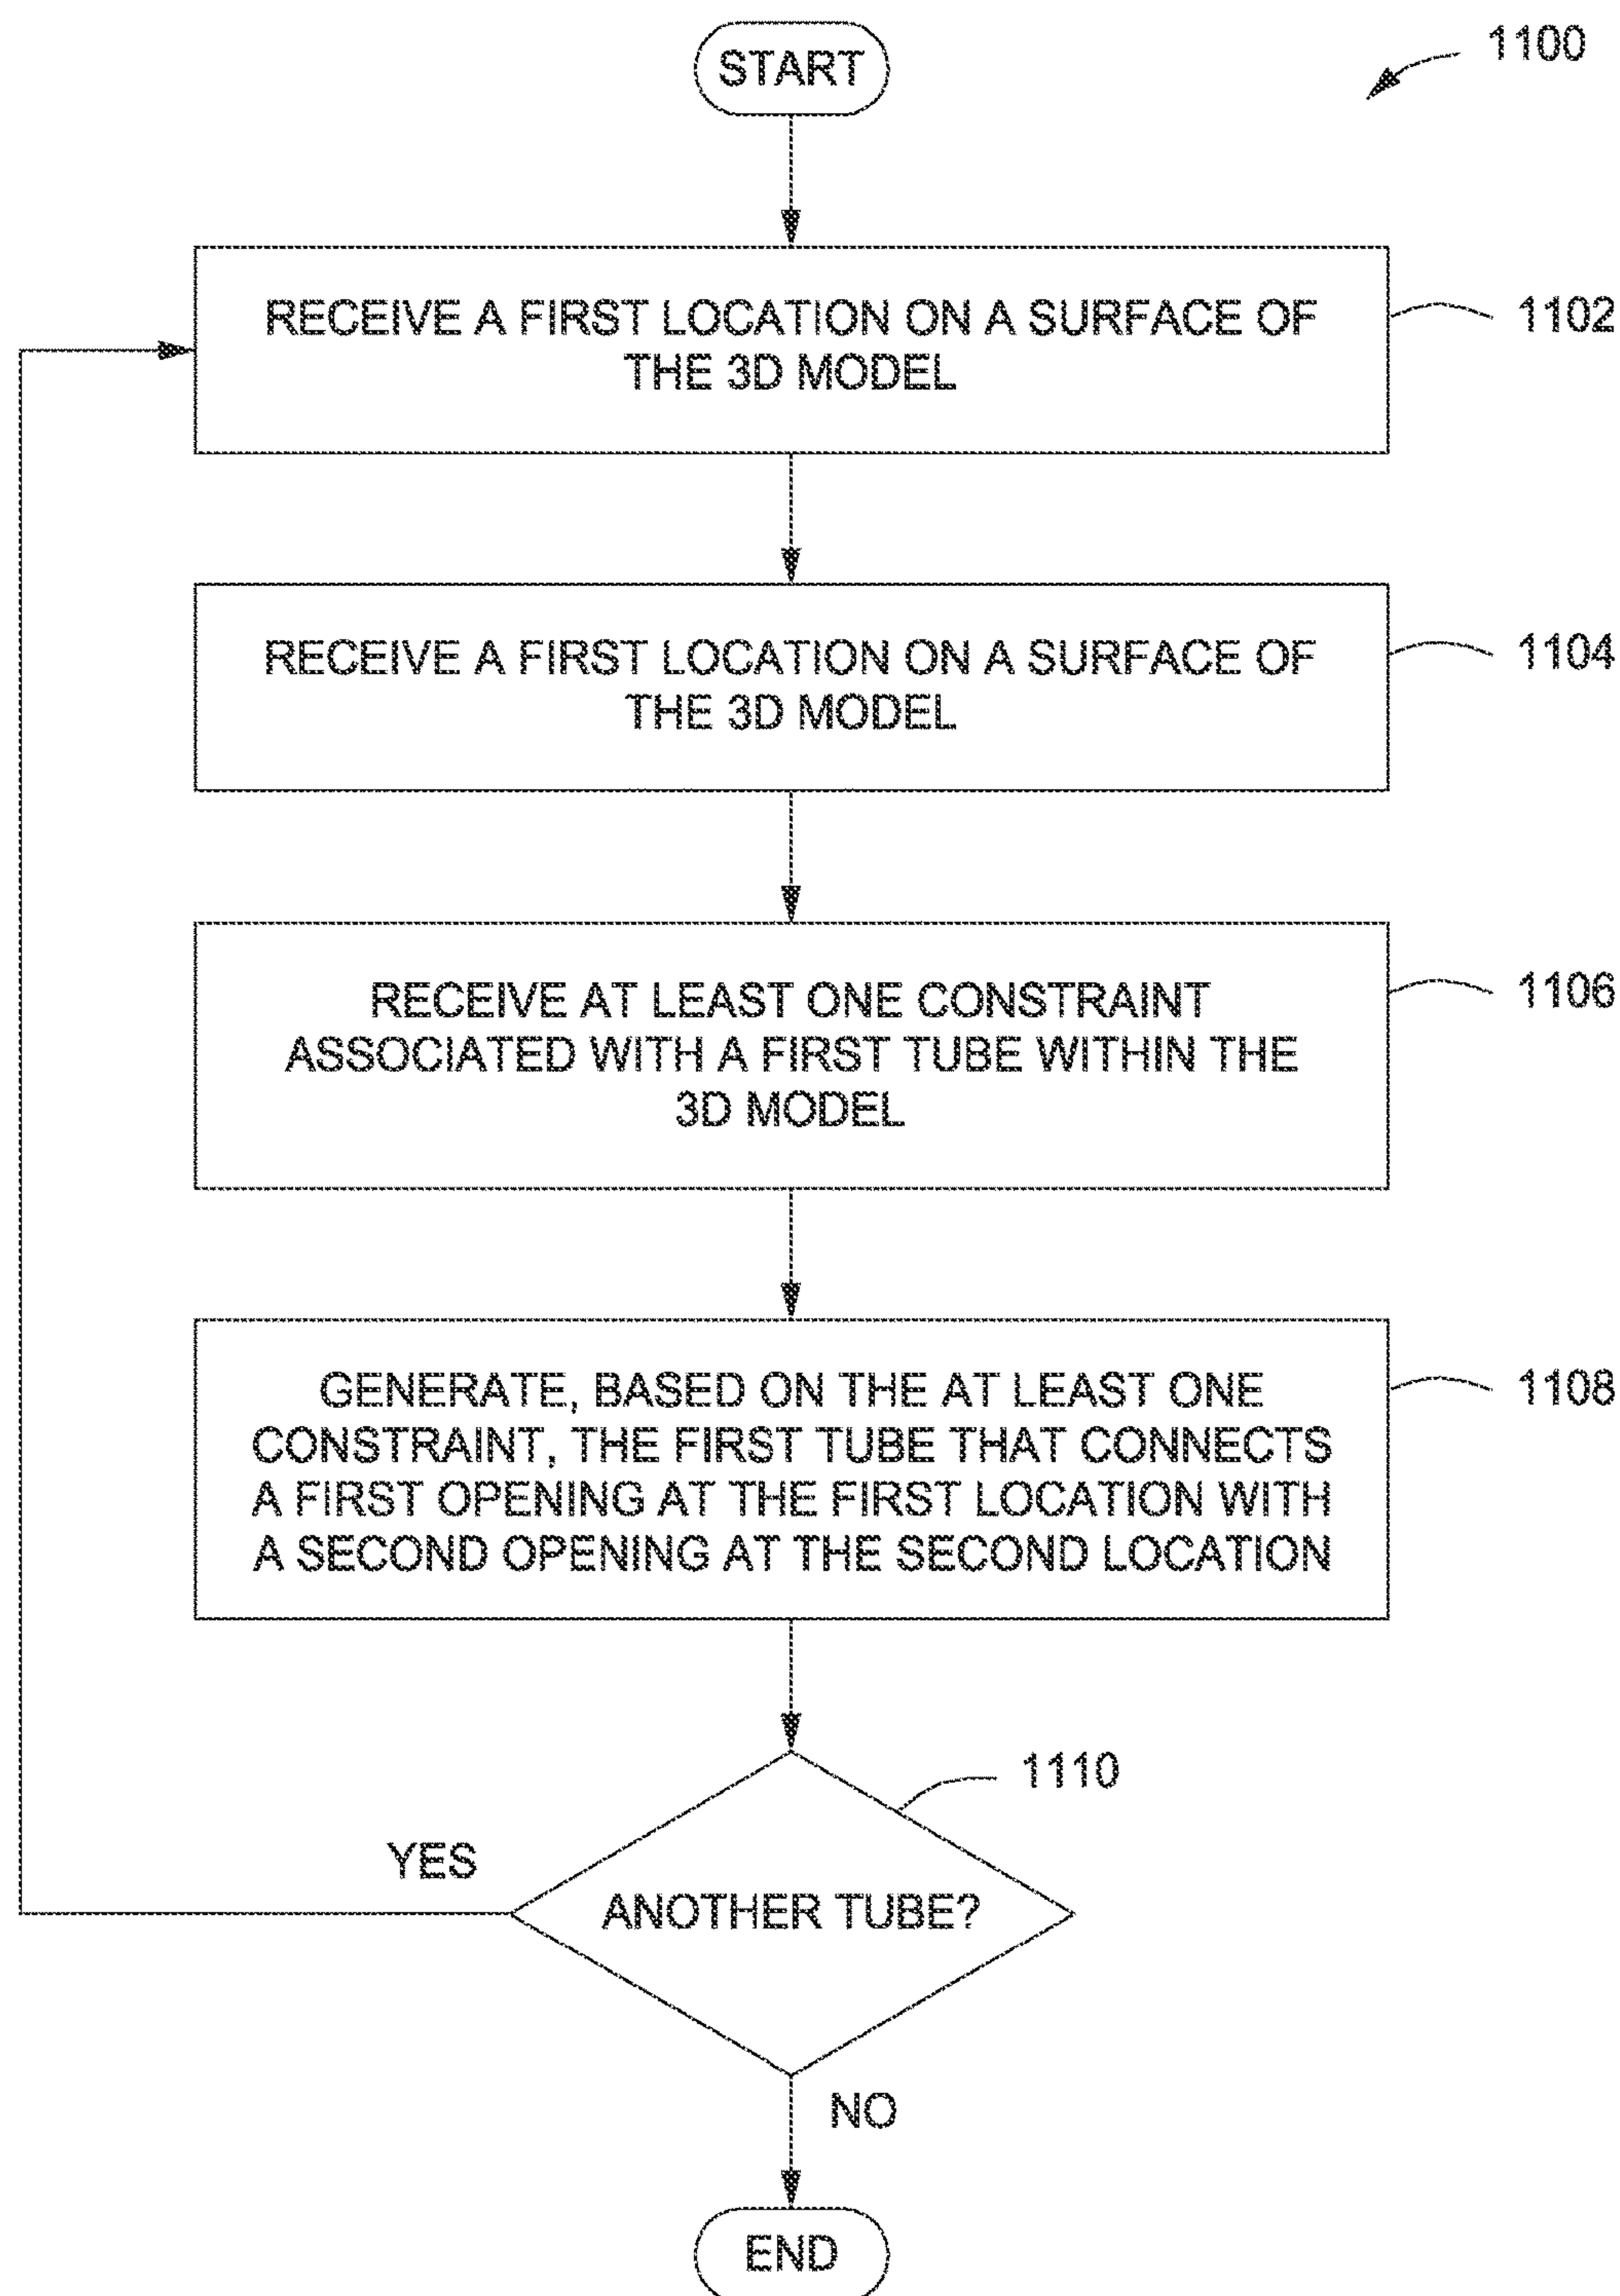 START
1100
RECEIVE A FIRST LOCATION ON A SURFACE OF
THE 3D MODEL
1102
RECEIVE A FIRST LOCATION ON A SURFACE OF
THE 3D MODEL
1104
RECEIVE AT LEAST ONE CONSTRAINT
ASSOCIATED WITH A FIRST TUBE WITHIN THE
3D MODEL
1106
GENERATE, BASED ON THE AT LEAST ONE
CONSTRAINT, THE FIRST TUBE THAT CONNECTS
A FIRST OPENING AT THE FIRST LOCATION WITH
A SECOND OPENING AT THE SECOND LOCATION
1108
1110
YES
ANOTHER TUBE?
NO
END